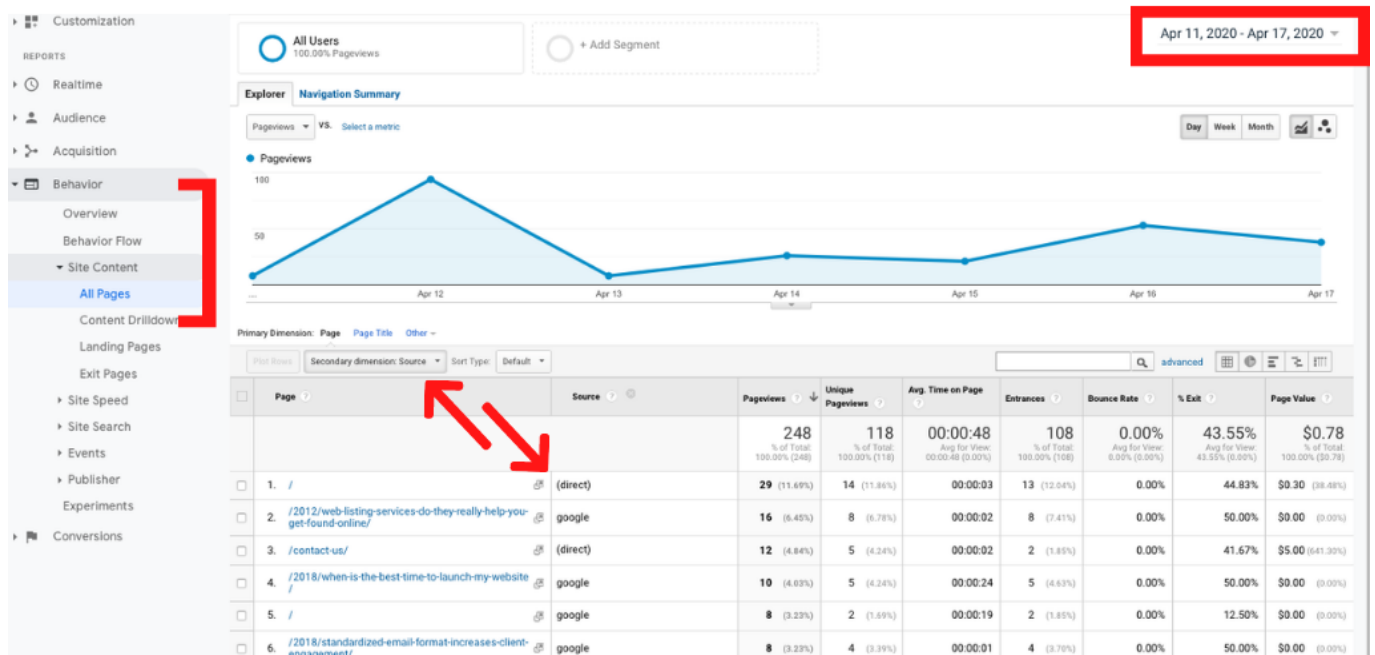 Customization
REPORTS
Realtime
Audience
Acquisition
Behavior
Overview
Behavior Flow
Site Content
All Pages
Content Drilldown
Landing Pages
Exit Pages
Site Speed
Site Search
Events
Publisher
Experiments
Conversions
All Users
100.00% Pageviews
+ Add Segment
Apr 11, 2020 - Apr 17, 2020
Explorer Navigation Summary
Pageviews VS. Select a metric
Day Week Month
Pageviews
100
50
... Apr 12 Apr 13 Apr 14 Apr 15 Apr 16 Apr 17
Primary Dimension: Page Page Title Other
Plot Rows Secondary dimension: Source Sort Type: Default advanced
Page Source Pageviews Unique Pageviews Avg. Time on Page Entrances Bounce Rate % Exit Page Value
248 118 00:00:48 108 0.00% 43.55% $0.78
% of Total: % of Total: Avg for View: % of Total: Avg for View: Avg for View: % of Total:
100.00% (248) 100.00% (118) 00:00:48 (0.00%) 100.00% (108) 0.00% (0.00%) 43.55% (0.00%) 100.00% ($0.78)
1. / (direct) 29 (11.69%) 14 (11.86%) 00:00:03 13 (12.04%) 0.00% 44.83% $0.30 (38.48%)
2. /2012/web-listing-services-do-they-really-help-you-
get-found-online/ google 16 (6.45%) 8 (6.78%) 00:00:02 8 (7.41%) 0.00% 50.00% $0.00 (0.00%)
3. /contact-us/ (direct) 12 (4.84%) 5 (4.24%) 00:00:02 2 (1.85%) 0.00% 41.67% $5.00 (641.30%)
4. /2018/when-is-the-best-time-to-launch-my-website
/ google 10 (4.03%) 5 (4.24%) 00:00:24 5 (4.63%) 0.00% 50.00% $0.00 (0.00%)
5. / google 8 (3.23%) 2 (1.69%) 00:00:19 2 (1.85%) 0.00% 12.50% $0.00 (0.00%)
6. /2018/standardized-email-format-increases-client-
engagement/ google 8 (3.23%) 4 (3.39%) 00:00:01 4 (3.70%) 0.00% 50.00% $0.00 (0.00%)